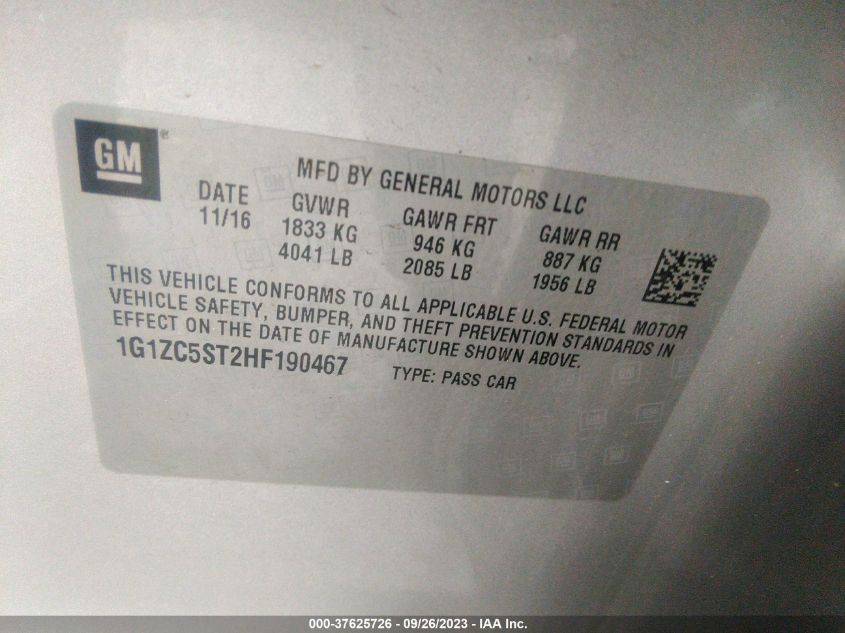 GM ®
MFD BY GENERAL MOTORS LLC
DATE GVWR GAWR FRT GAWR RR
11/16 1833 KG 946 KG 887 KG
4041 LB 2085 LB 1956 LB
THIS VEHICLE CONFORMS TO ALL APPLICABLE U.S. FEDERAL MOTOR
VEHICLE SAFETY, BUMPER, AND THEFT PREVENTION STANDARDS IN
EFFECT ON THE DATE OF MANUFACTURE SHOWN ABOVE.
1G1ZC5ST2HF190467 TYPE: PASS CAR
000-37625726 - 09/26/2023 - IAA Inc.